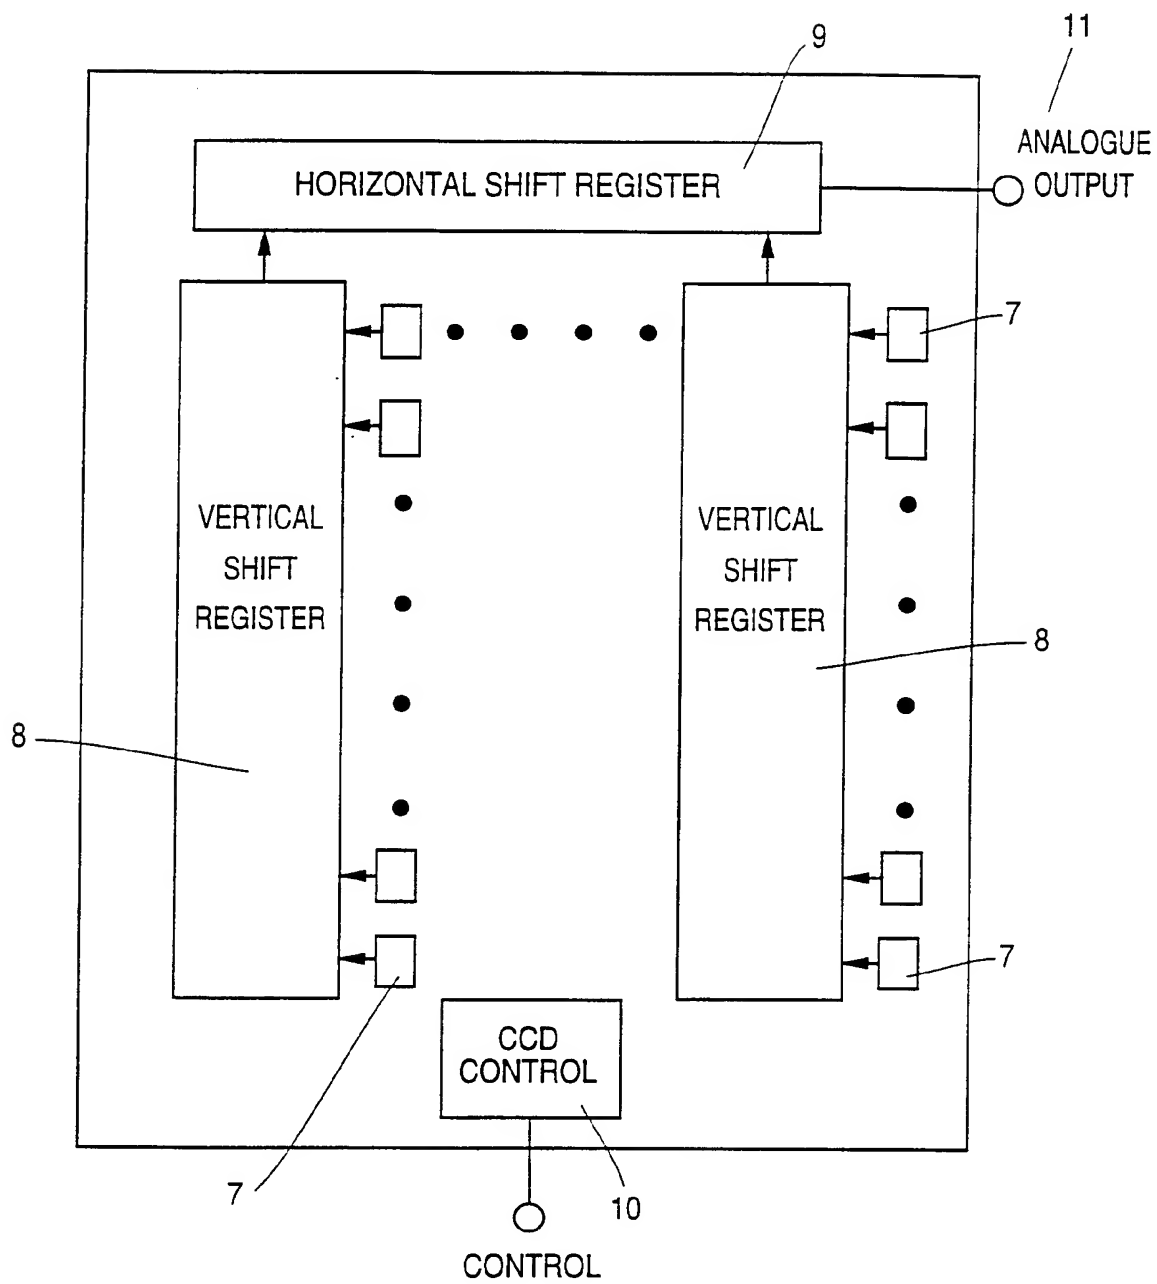 9
11
ANALOGUE
OUTPUT
HORIZONTAL SHIFT REGISTER
7
VERTICAL
SHIFT
REGISTER
VERTICAL
SHIFT
REGISTER
8
8
7
CCD
CONTROL
7
10
CONTROL